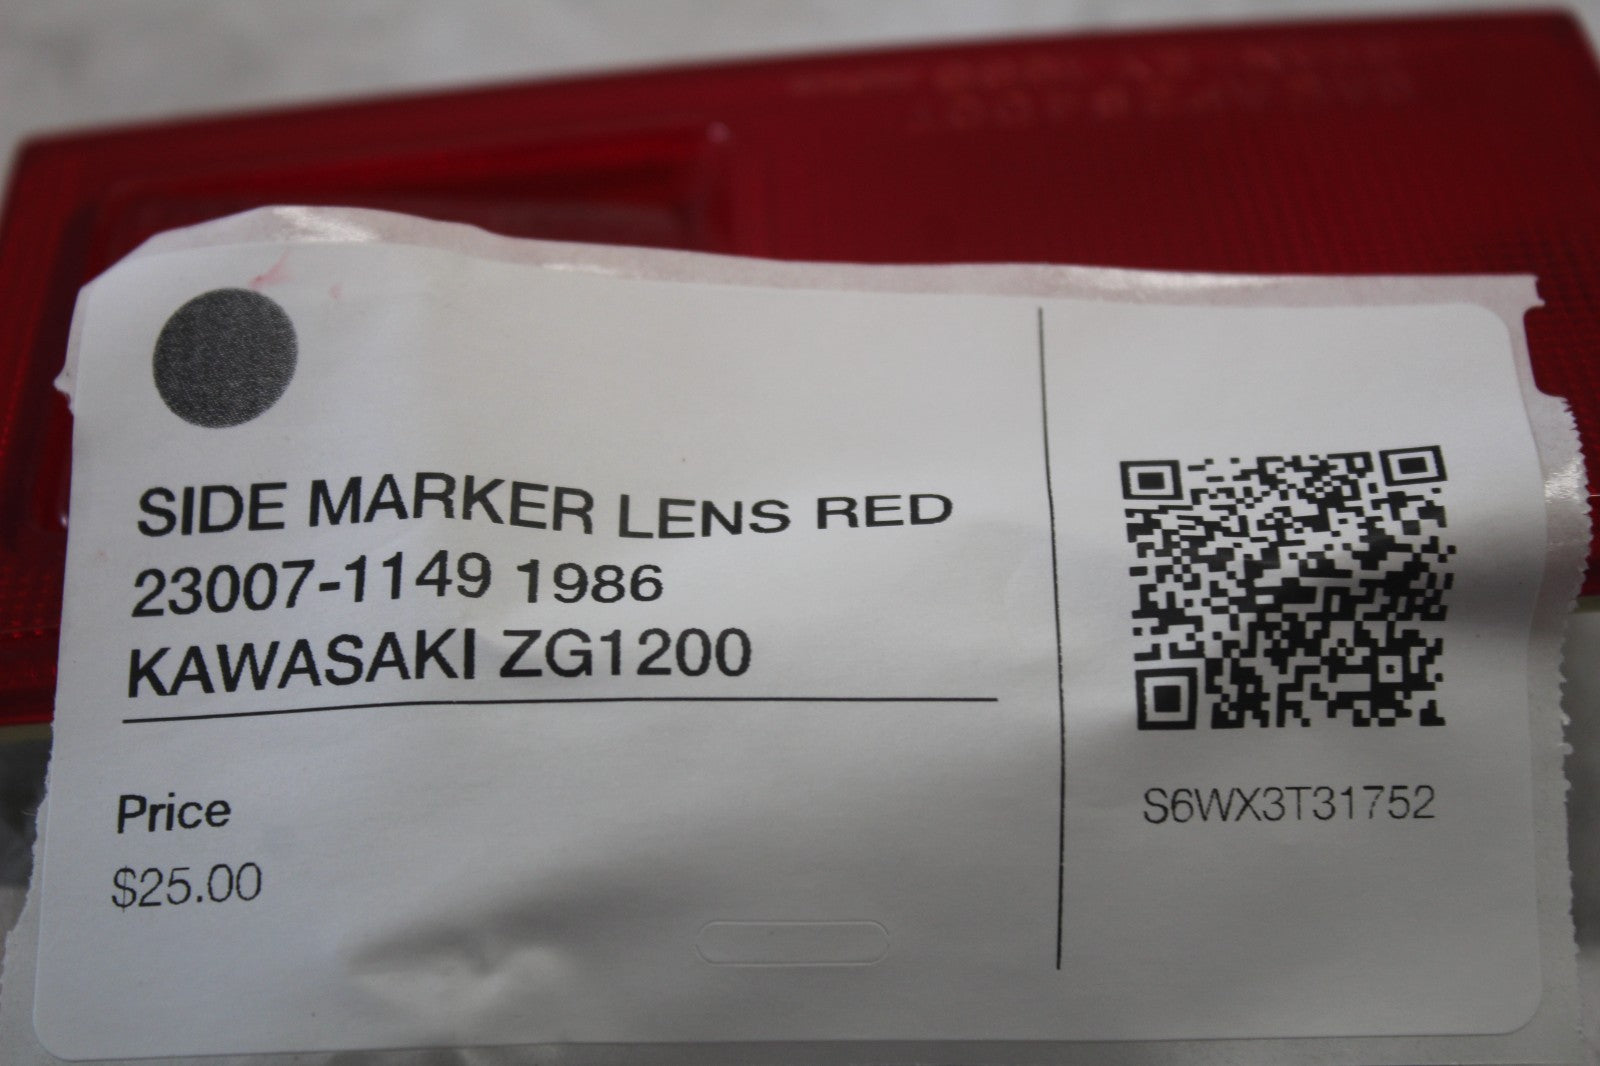 SIDE MARKER LENS RED
23007-1149 1986
KAWASAKI ZG1200
Price
$25.00
S6WX3T31752